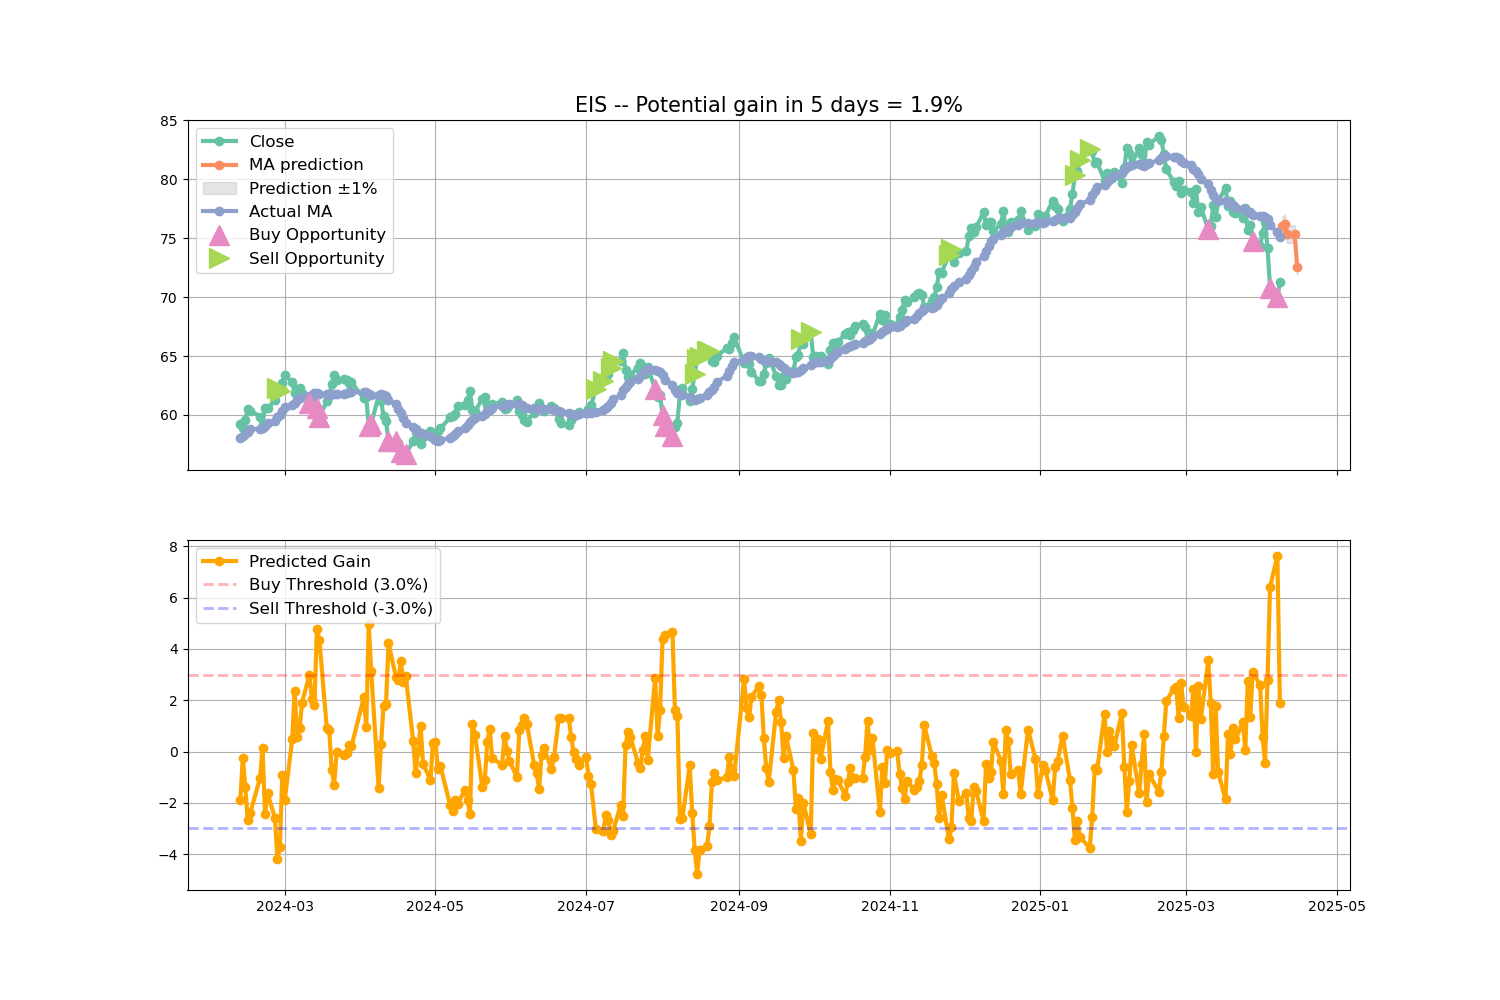 EIS -- Potential gain in 5 days = 1.9%
85
80
75
70
65
60
Close
MA prediction
Prediction ±1%
Actual MA
Buy Opportunity
Sell Opportunity
8
6
4
2
0
−2
−4
Predicted Gain
Buy Threshold (3.0%)
Sell Threshold (-3.0%)
2024-03
2024-05
2024-07
2024-09
2024-11
2025-01
2025-03
2025-05